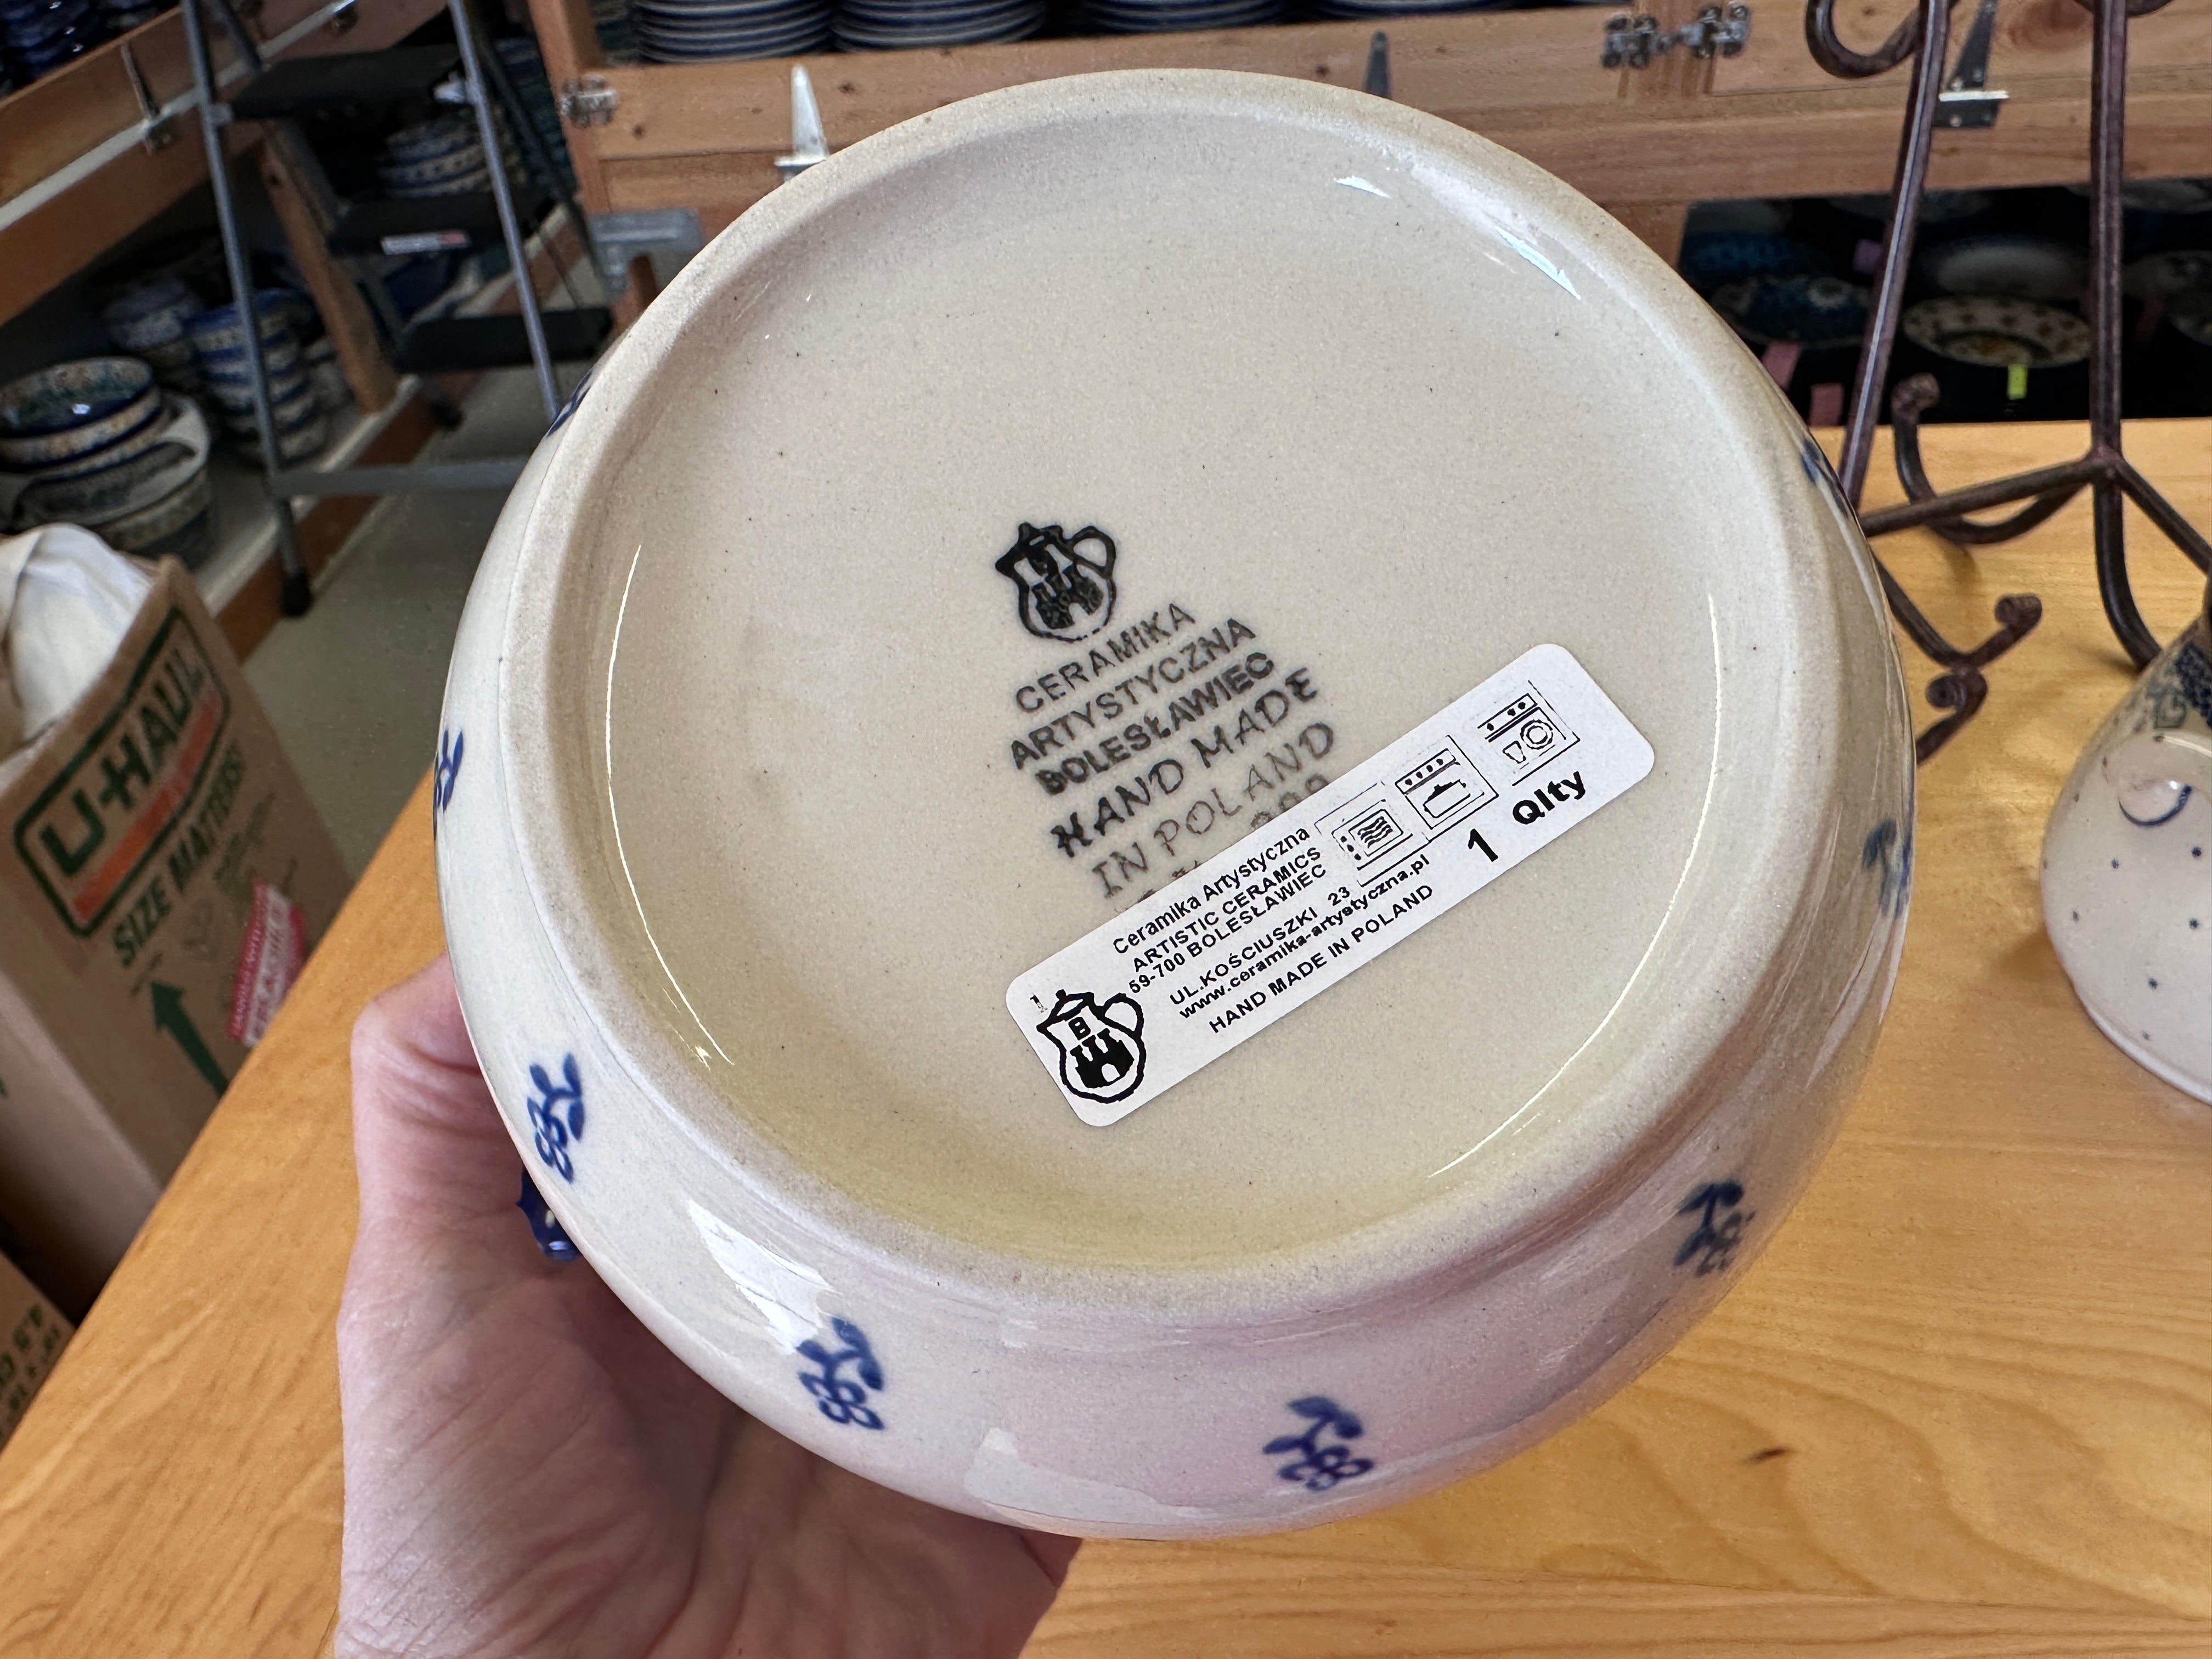 CERAMIKA
ARTYSTYCZNA
BOLESŁAWIEC
HAND MADE
IN POLAND
Ceramika Artystyczna
ARTISTIC CERAMICS
59-700 BOLESŁAWIEC
UL.KOŚCIUSZKI 23
www.ceramika-artystyczna.pl
HAND MADE IN POLAND
1 Qlty
B
U-HAUL
SIZE MATTERS